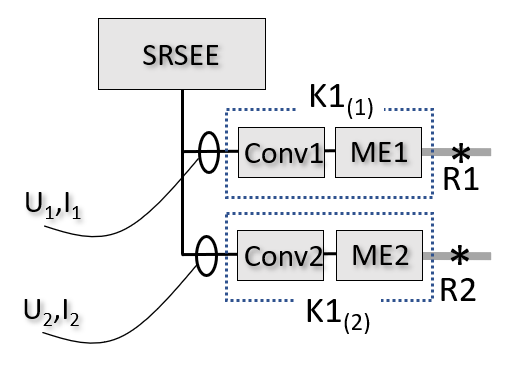 SRSEE
K1(1)
Conv1 ME1
*
R1
U1,I1
Conv2 ME2
*
R2
U2,I2
K1(2)